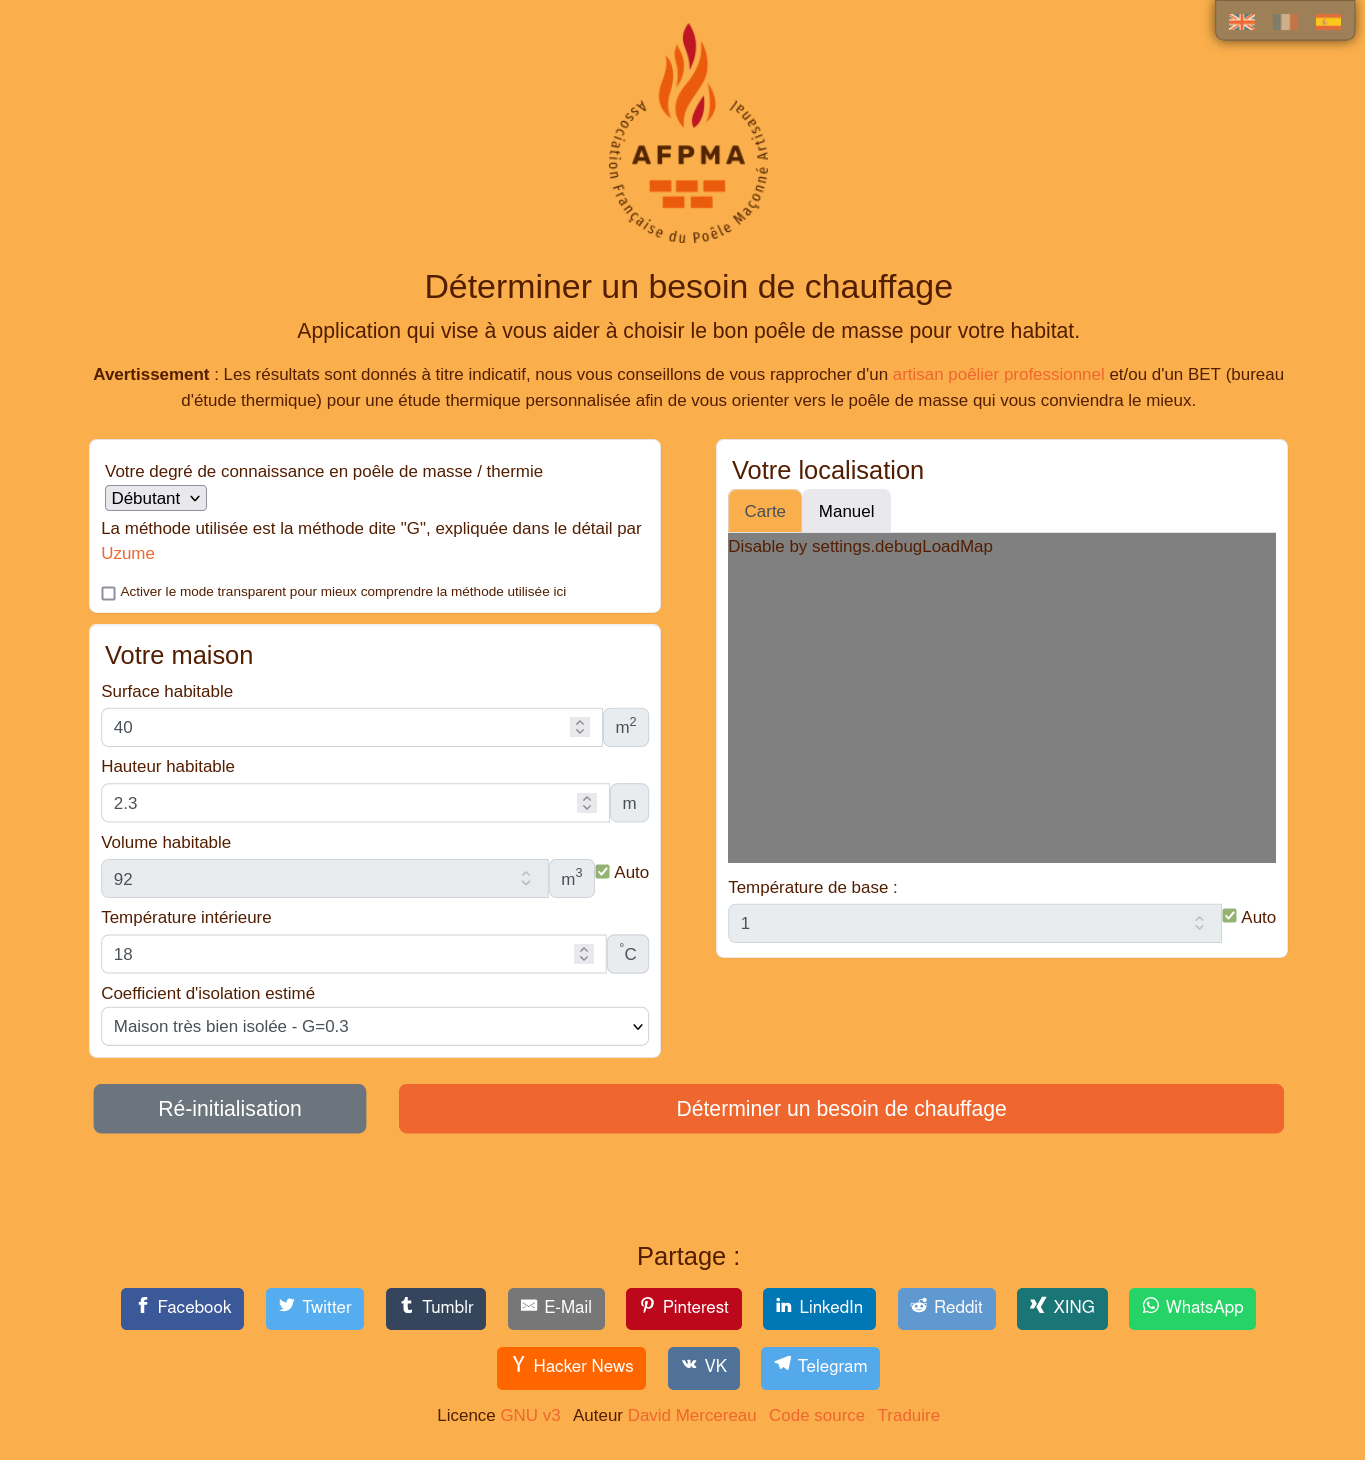 Association Française du Poêle Maçonné Artisanal
AFPMA
Déterminer un besoin de chauffage
Application qui vise à vous aider à choisir le bon poêle de masse pour votre habitat.
Avertissement : Les résultats sont donnés à titre indicatif, nous vous conseillons de vous rapprocher d'un artisan poêlier professionnel et/ou d'un BET (bureau
d'étude thermique) pour une étude thermique personnalisée afin de vous orienter vers le poêle de masse qui vous conviendra le mieux.
Votre degré de connaissance en poêle de masse / thermie
Débutant
La méthode utilisée est la méthode dite "G", expliquée dans le détail par
Uzume
Activer le mode transparent pour mieux comprendre la méthode utilisée ici
Votre maison
Surface habitable
40 m²
Hauteur habitable
2.3 m
Volume habitable
92 m³ Auto
Température intérieure
18 °C
Coefficient d'isolation estimé
Maison très bien isolée - G=0.3
Votre localisation
Carte Manuel
Disable by settings.debugLoadMap
Température de base :
1 Auto
Ré-initialisation Déterminer un besoin de chauffage
Partage :
Facebook Twitter Tumblr E-Mail Pinterest LinkedIn Reddit XING WhatsApp
Hacker News VK Telegram
Licence GNU v3 Auteur David Mercereau Code source Traduire